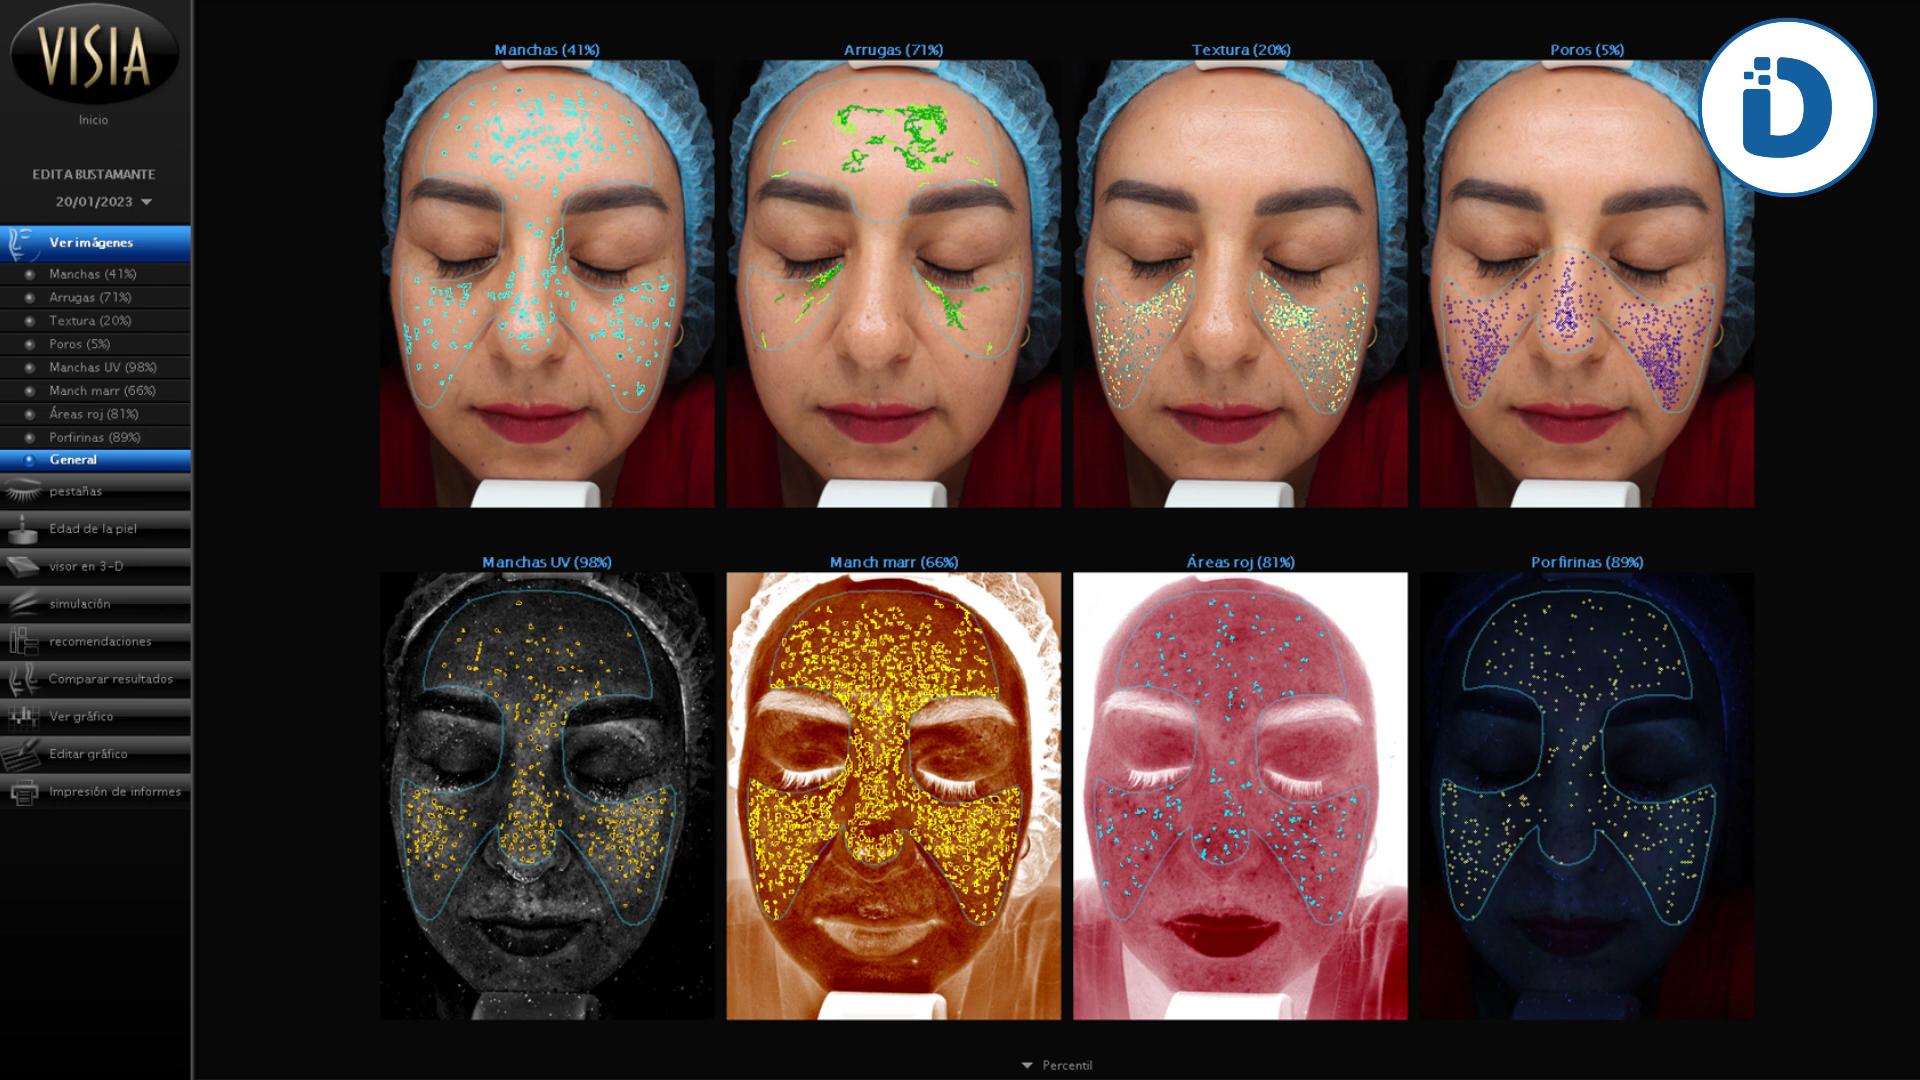 VISIA
Inicio
EDITA BUSTAMANTE
20/01/2023
Ver imágenes
Manchas (41%)
Arrugas (71%)
Textura (20%)
Poros (5%)
Manchas UV (98%)
Manch marr (66%)
Áreas roj (81%)
Porfirinas (89%)
General
pestañas
Edad de la piel
visor en 3-D
simulación
recomendaciones
Comparar resultados
Ver gráfico
Editar gráfico
Impresión de informes
Manchas (41%)
Arrugas (71%)
Textura (20%)
Poros (5%)
D
Manchas UV (98%)
Manch marr (66%)
Áreas roj (81%)
Porfirinas (89%)
Percentil